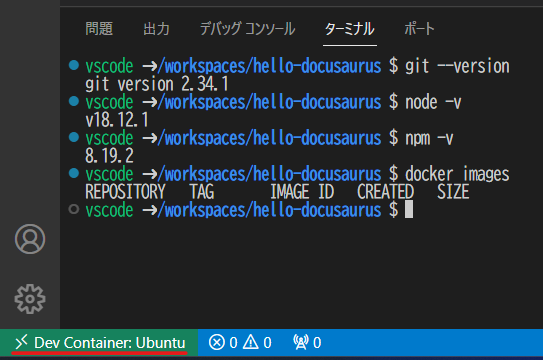 問題 出力 デバッグ コンソール ターミナル ポート
vscode ➜/workspaces/hello-docusaurus $ git --version
git version 2.34.1
vscode ➜/workspaces/hello-docusaurus $ node -v
v18.12.1
vscode ➜/workspaces/hello-docusaurus $ npm -v
8.19.2
vscode ➜/workspaces/hello-docusaurus $ docker images
REPOSITORY TAG IMAGE ID CREATED SIZE
vscode ➜/workspaces/hello-docusaurus $
Dev Container: Ubuntu 0 0 0